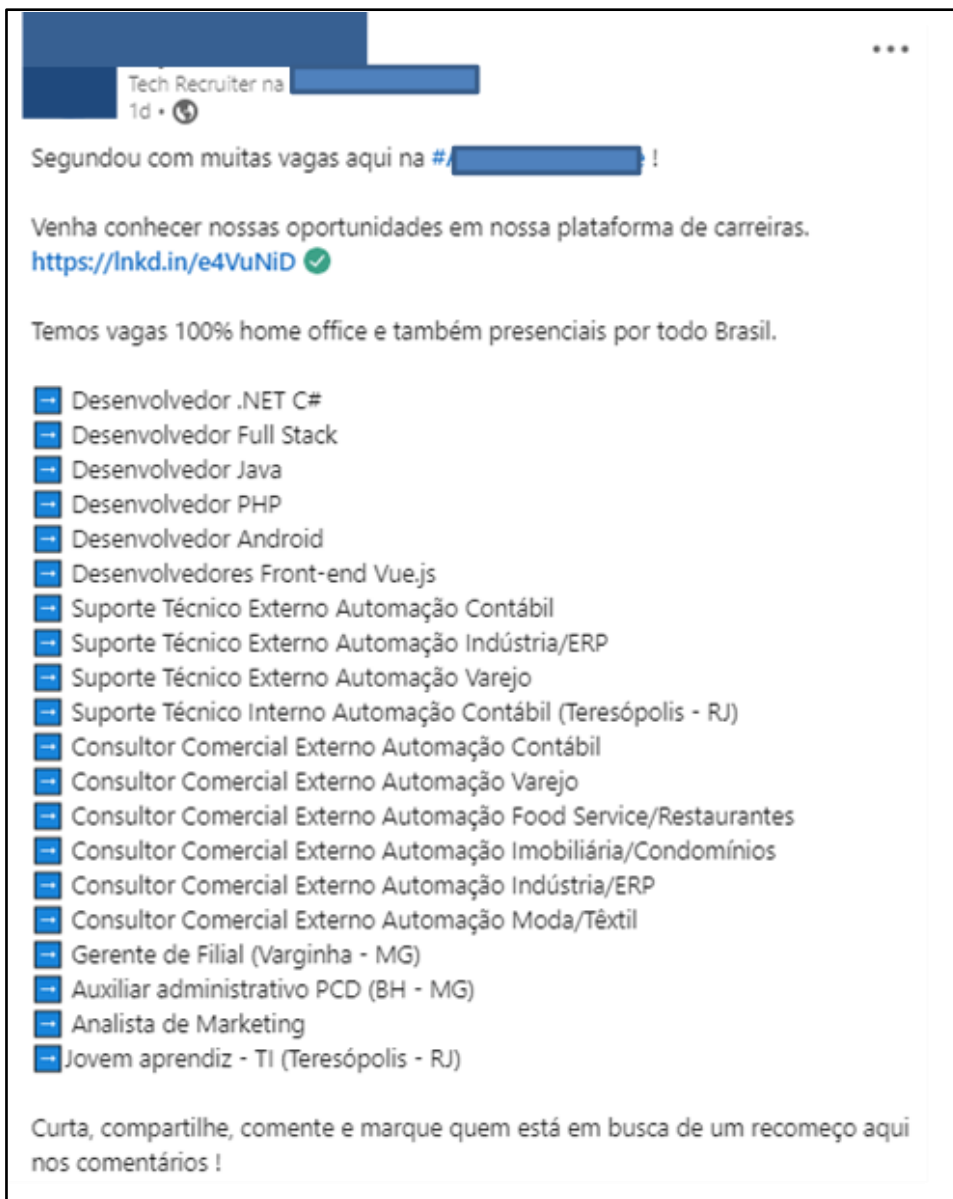 ...
Tech Recruiter na
1d •
Segundou com muitas vagas aqui na # !
Venha conhecer nossas oportunidades em nossa plataforma de carreiras.
https://lnkd.in/e4VuNiD ✅
Temos vagas 100% home office e também presenciais por todo Brasil.
➡ Desenvolvedor .NET C#
➡ Desenvolvedor Full Stack
➡ Desenvolvedor Java
➡ Desenvolvedor PHP
➡ Desenvolvedor Android
➡ Desenvolvedores Front-end Vue.js
➡ Suporte Técnico Externo Automação Contábil
➡ Suporte Técnico Externo Automação Indústria/ERP
➡ Suporte Técnico Externo Automação Varejo
➡ Suporte Técnico Interno Automação Contábil (Teresópolis - RJ)
➡ Consultor Comercial Externo Automação Contábil
➡ Consultor Comercial Externo Automação Varejo
➡ Consultor Comercial Externo Automação Food Service/Restaurantes
➡ Consultor Comercial Externo Automação Imobiliária/Condomínios
➡ Consultor Comercial Externo Automação Indústria/ERP
➡ Consultor Comercial Externo Automação Moda/Têxtil
➡ Gerente de Filial (Varginha - MG)
➡ Auxiliar administrativo PCD (BH - MG)
➡ Analista de Marketing
➡ Jovem aprendiz - TI (Teresópolis - RJ)
Curta, compartilhe, comente e marque quem está em busca de um recomeço aqui
nos comentários !